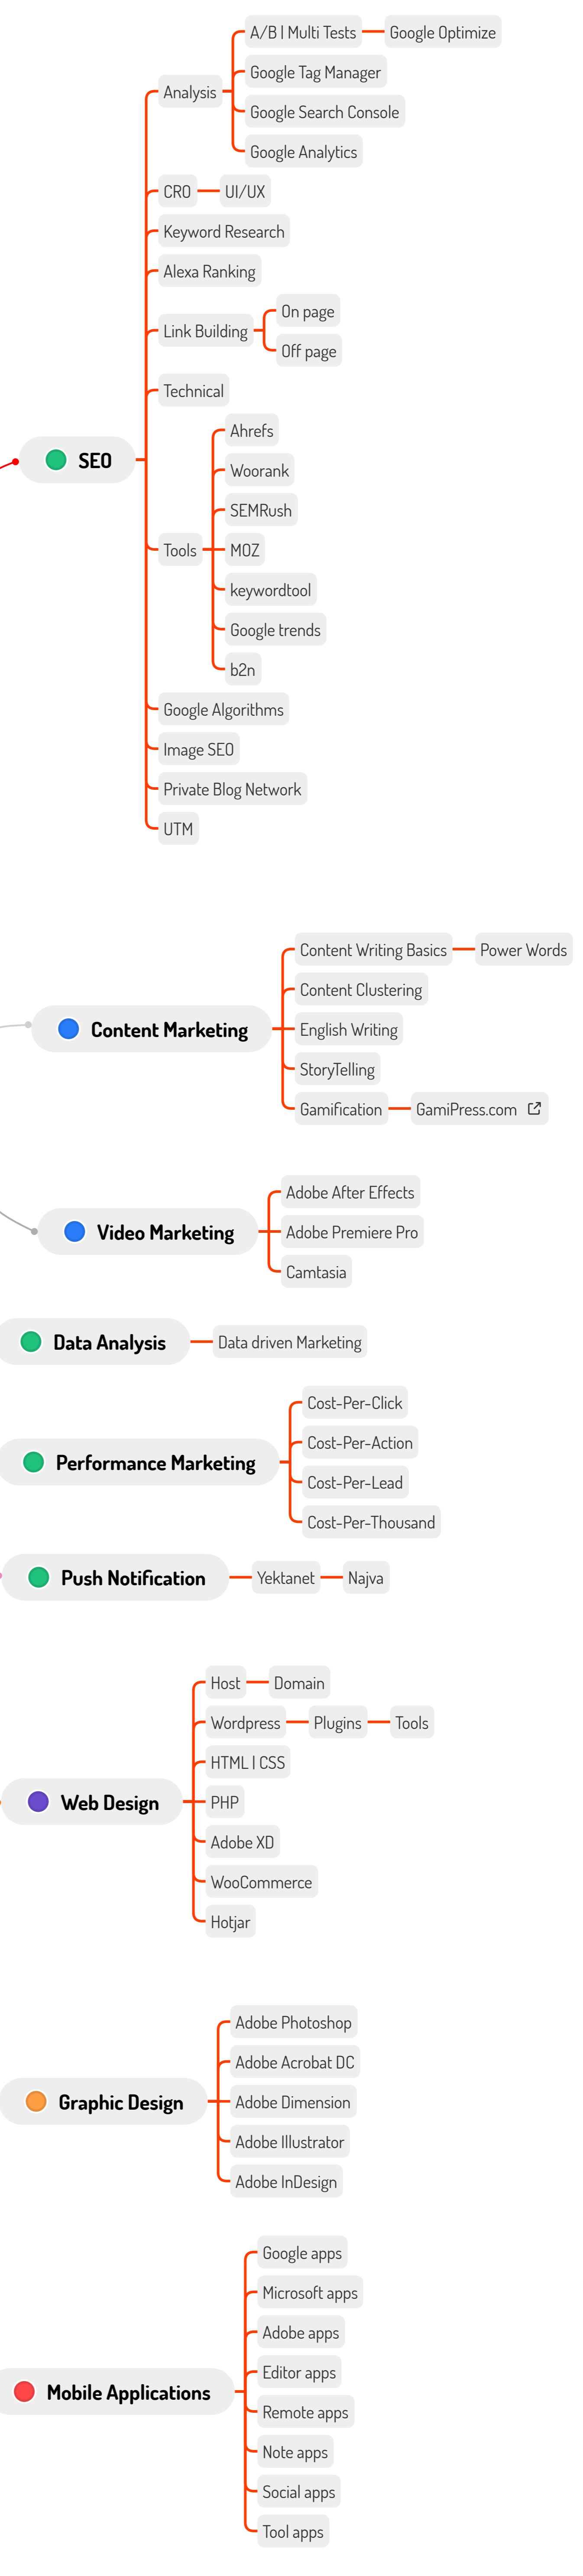 A/B | Multi Tests
Google Optimize
Google Tag Manager
Analysis
Google Search Console
Google Analytics
CRO
UI/UX
Keyword Research
Alexa Ranking
On page
Link Building
Off page
Technical
Ahrefs
SEO
Woorank
SEMRush
Tools
MOZ
keywordtool
Google trends
b2n
Google Algorithms
Image SEO
Private Blog Network
UTM
Content Writing Basics
Power Words
Content Clustering
Content Marketing
English Writing
StoryTelling
Gamification
GamiPress.com
Adobe After Effects
Video Marketing
Adobe Premiere Pro
Camtasia
Data Analysis
Data driven Marketing
Cost-Per-Click
Cost-Per-Action
Performance Marketing
Cost-Per-Lead
Cost-Per-Thousand
Push Notification
Yektanet
Najva
Host
Domain
Wordpress
Plugins
Tools
HTML | CSS
Web Design
PHP
Adobe XD
WooCommerce
Hotjar
Adobe Photoshop
Adobe Acrobat DC
Graphic Design
Adobe Dimension
Adobe Illustrator
Adobe InDesign
Google apps
Microsoft apps
Adobe apps
Editor apps
Mobile Applications
Remote apps
Note apps
Social apps
Tool apps